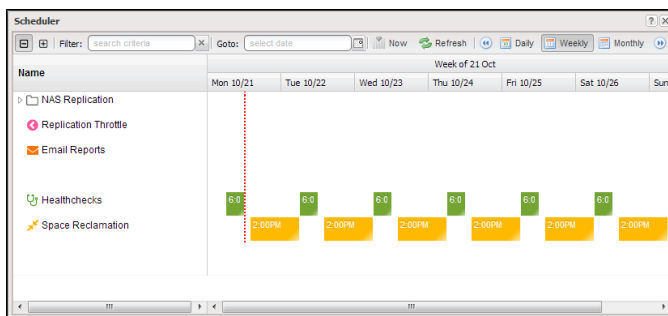 Scheduler
Filter: search criteria Goto: select date Now Refresh Daily Weekly Monthly
Name
Week of 21 Oct
Mon 10/21 Tue 10/22 Wed 10/23 Thu 10/24 Fri 10/25 Sat 10/26 Sun
NAS Replication
Replication Throttle
Email Reports
Healthchecks 6:0 6:0 6:0 6:0 6:0 6:0
Space Reclamation 2:00PM 2:00PM 2:00PM 2:00PM 2:00PM 2:00PM